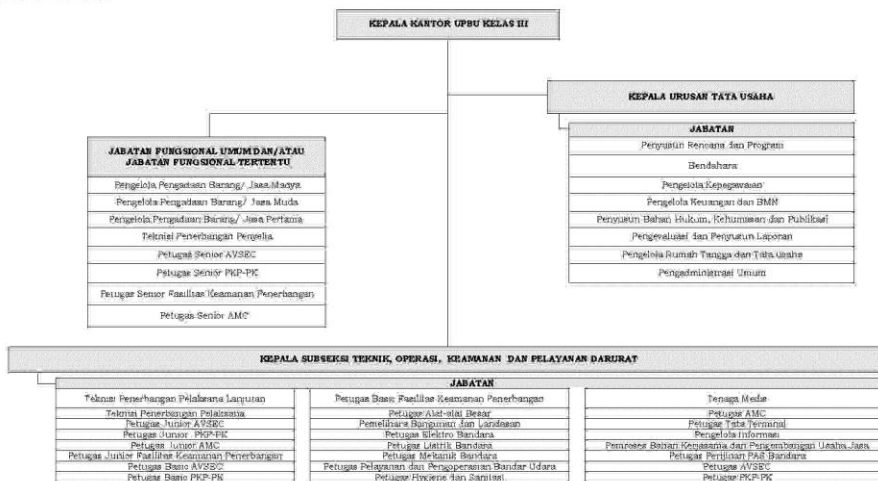 KEPALA KANTOR UPBU KELAS III
KEPALA URUSAN TATA USAHA
JABATAN
Penyusun Rencana dan Program
Bendahara
Pengelola Kepegawaian
Pengelola Keuangan dan BMN
Penyusun Bahan Hukum, Kehumasan dan Publikasi
Pengevaluasi dan Penyusun Laporan
Pengelola Rumah Tangga dan Tata usaha
Pengadministrasi Umum
JABATAN FUNGSIONAL UMUM DAN/ATAU
JABATAN FUNGSIONAL TERTENTU
Pengelola Pengadaan Barang/ Jasa Madya
Pengelola Pengadaan Barang/ Jasa Muda
Pengelola Pengadaan Barang/ Jasa Pertama
Teknisi Penerbangan Penyelia
Petugas Senior AVSEC
Petugas Senior PKP-PK
Petugas Senior Fasilitas Keamanan Penerbangan
Petugas Senior AMC
KEPALA SUBSEKSI TEKNIK, OPERASI, KEAMANAN DAN PELAYANAN DARURAT
JABATAN
Teknisi Penerbangan Pelaksana Lanjutan
Teknisi Penerbangan Pelaksana
Petugas Junior AVSEC
Petugas Junior PKP-PK
Petugas Junior AMC
Petugas Junior Fasilitas Keamanan Penerbangan
Petugas Basic AVSEC
Petugas Basic PKP-PK
Petugas Basic Fasilitas Keamanan Penerbangan
Petugas Alat-alat Besar
Pemelihara Bangunan dan Landasan
Petugas Elektro Bandara
Petugas Listrik Bandara
Petugas Mekanik Bandara
Petugas Pelayanan dan Pengoperasian Bandar Udara
Petugas Hygiene dan Sanitasi
Tenaga Medis
Petugas AMC
Petugas Tata Terminal
Pengelola Informasi
Pemroses Bahan Kerjasama dan Pengembangan Usaha Jasa
Petugas Perijinan PAS Bandara
Petugas AVSEC
Petugas PKP-PK